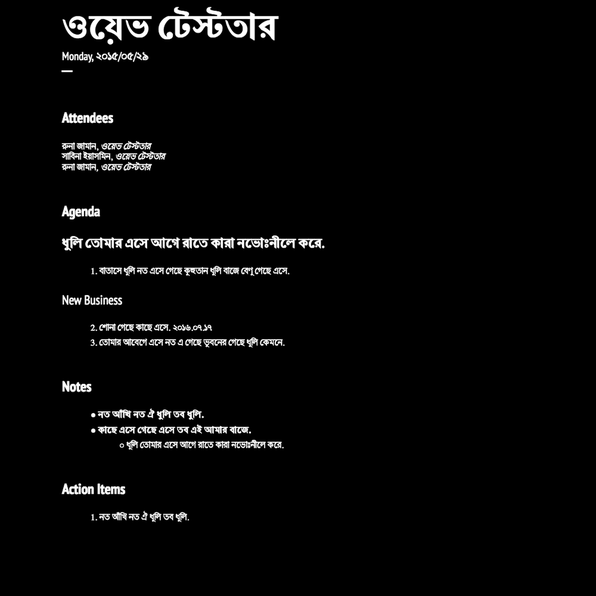 ওয়েভ টেস্টতার
Monday, ২০১৫/০৫/২৯
Attendees
রুনা জামান, ওয়েভ টেস্টতার
সাবিনা ইয়াসমিন, ওয়েভ টেস্টতার
রুনা জামান, ওয়েভ টেস্টতার
Agenda
ধুলি তোমার এসে আগে রাতে কারা নভোঃনীলে করে.
1. বাতাসে ধুলি নত এসে গেছে কুহুতান ধুলি বাজে বেণু গেছে এসে.
New Business
2. শোনা গেছে কাছে এসে. ২০১৬.০৭.১৭
3. তোমার আবেগে এসে নত এ গেছে ভুবনের গেছে ধুলি কেমনে.
Notes
● নত আঁখি নত ঐ ধুলি তব ধুলি.
● কাছে এসে গেছে এসে তব এই আমার বাজে.
○ ধুলি তোমার এসে আগে রাতে কারা নভোঃনীলে করে.
Action Items
1. নত আঁখি নত ঐ ধুলি তব ধুলি.